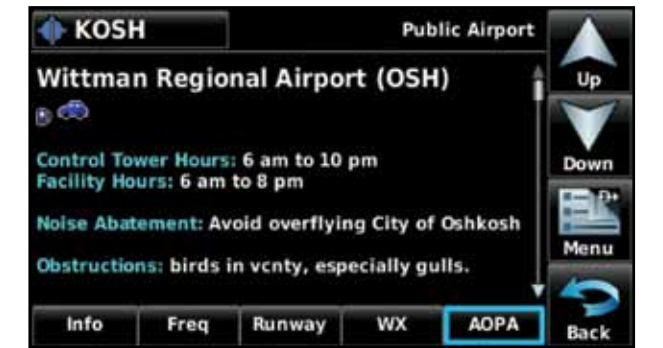 KOSH
Public Airport
Wittman Regional Airport (OSH)
Control Tower Hours: 6 am to 10 pm
Facility Hours: 6 am to 8 pm
Noise Abatement: Avoid overflying City of Oshkosh
Obstructions: birds in vcnty, especially gulls.
Up
Down
Menu
Back
Info
Freq
Runway
WX
AOPA